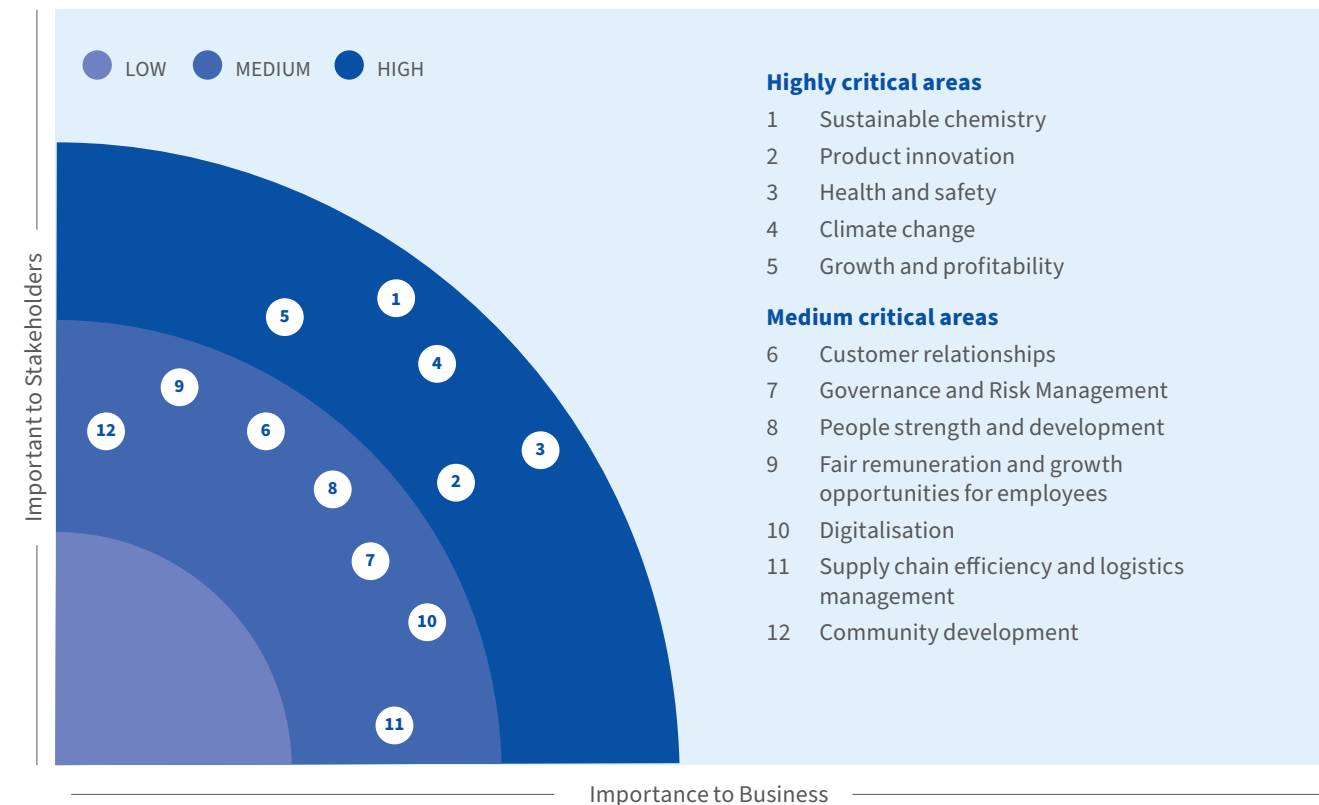 LOW MEDIUM HIGH
Important to Stakeholders
5
1
4
9
12
6
3
2
8
7
10
11
Importance to Business
Highly critical areas
1 Sustainable chemistry
2 Product innovation
3 Health and safety
4 Climate change
5 Growth and profitability
Medium critical areas
6 Customer relationships
7 Governance and Risk Management
8 People strength and development
9 Fair remuneration and growth
opportunities for employees
10 Digitalisation
11 Supply chain efficiency and logistics
management
12 Community development